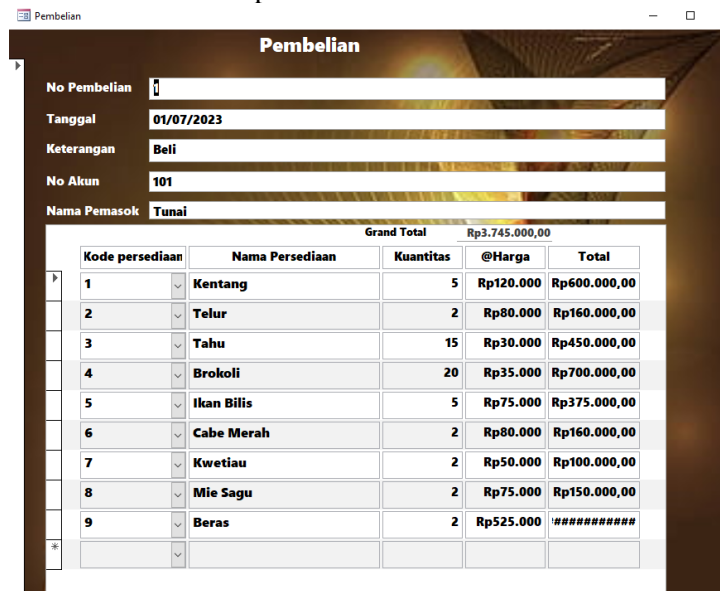 Pembelian
Pembelian
No Pembelian 1
Tanggal 01/07/2023
Keterangan Beli
No Akun 101
Nama Pemasok Tunai
Grand Total Rp3.745.000,00
Kode persediaan Nama Persediaan Kuantitas @Harga Total
1 Kentang 5 Rp120.000 Rp600.000,00
2 Telur 2 Rp80.000 Rp160.000,00
3 Tahu 15 Rp30.000 Rp450.000,00
4 Brokoli 20 Rp35.000 Rp700.000,00
5 Ikan Bilis 5 Rp75.000 Rp375.000,00
6 Cabe Merah 2 Rp80.000 Rp160.000,00
7 Kwetiau 2 Rp50.000 Rp100.000,00
8 Mie Sagu 2 Rp75.000 Rp150.000,00
9 Beras 2 Rp525.000 ############